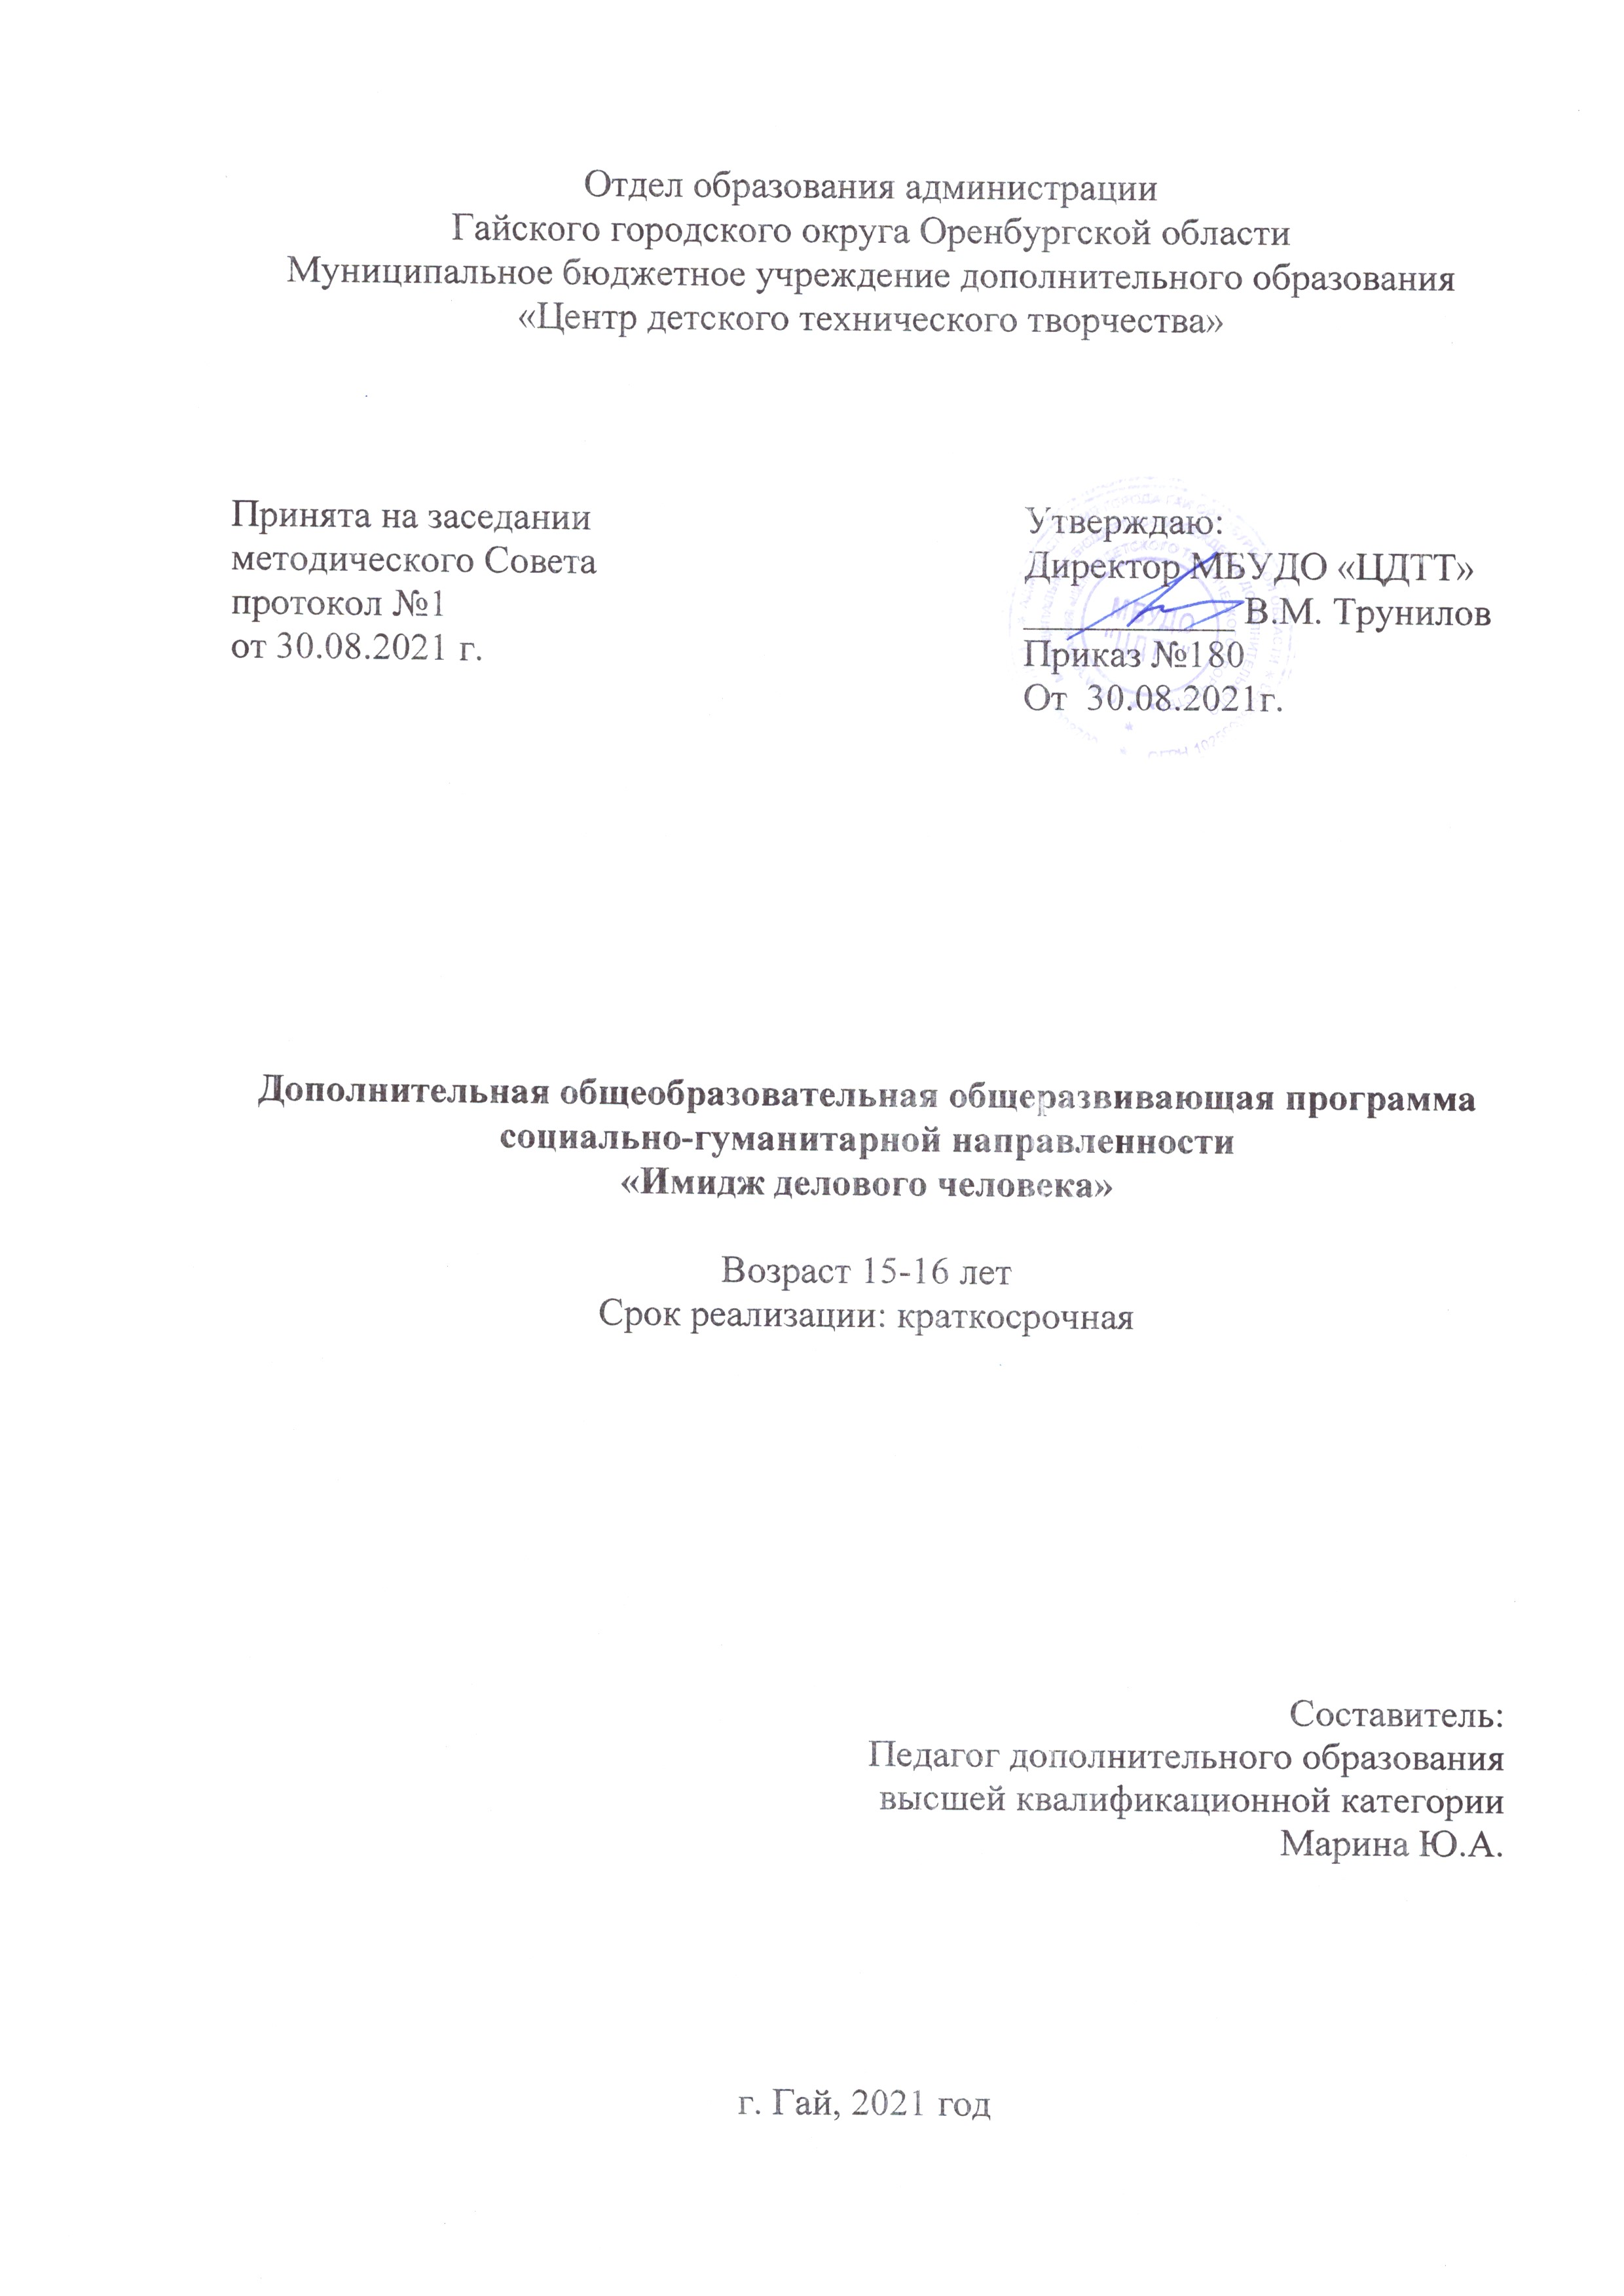 Отдел образования администрации
Гайского городского округа Оренбургской области
Муниципальное бюджетное учреждение дополнительного образования
«Центр детского технического творчества»
Принята на заседании
методического Совета
протокол №1
от 30.08.2021 г.
Утверждаю:
Директор МБУДО «ЦДТТ»
___________ В.М. Трунилов
Приказ №180
От 30.08.2021г.
МБУДО
Дополнительная общеобразовательная общеразвивающая программа
социально-гуманитарной направленности
«Имидж делового человека»
Возраст 15-16 лет
Срок реализации: краткосрочная
Составитель:
Педагог дополнительного образования
высшей квалификационной категории
Марина Ю.А.
г. Гай, 2021 год